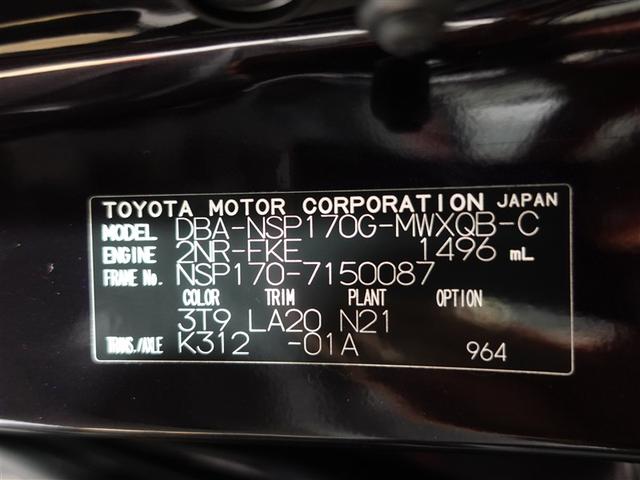 TOYOTA MOTOR CORPORATION JAPAN
MODEL DBA-NSP170G-MWXQB-C
ENGINE 2NR-FKE 1496 mL
FRAME No. NSP170-7150087
COLOR TRIM PLANT OPTION
3T9 LA20 N21
TRANS./AXLE K312 -01A 964